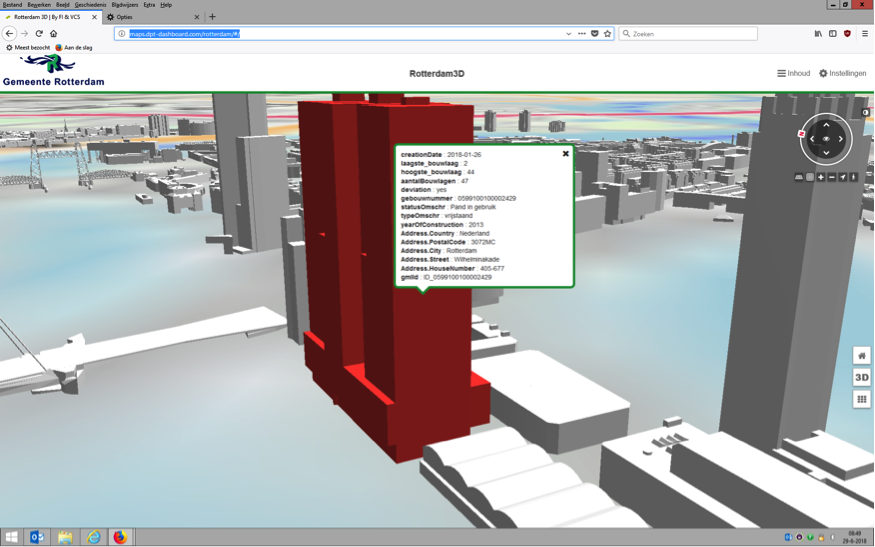 Bestand Bewerken Beeld Geschiedenis Bladwijzers Extra Help
Rotterdam 3D | By FI & VCS
Opties
maps.dpt-dashboard.com/rotterdam/#/
Zoeken
Meest bezocht Aan de slag
Gemeente Rotterdam
Rotterdam3D
Inhoud Instellingen
creationDate : 2018-01-26
laagste_bouwlaag : 2
hoogste_bouwlaag : 44
aantalBouwlagen : 47
deviation : yes
gebouwnummer : 0599100100002429
statusOmschr : Pand in gebruik
typeOmschr : vrijstaand
yearOfConstruction : 2013
Address.Country : Nederland
Address.PostalCode : 3072MC
Address.City : Rotterdam
Address.Street : Wilhelminakade
Address.HouseNumber : 405-677
gmlId : ID_0599100100002429
3D
08:49
29-6-2018